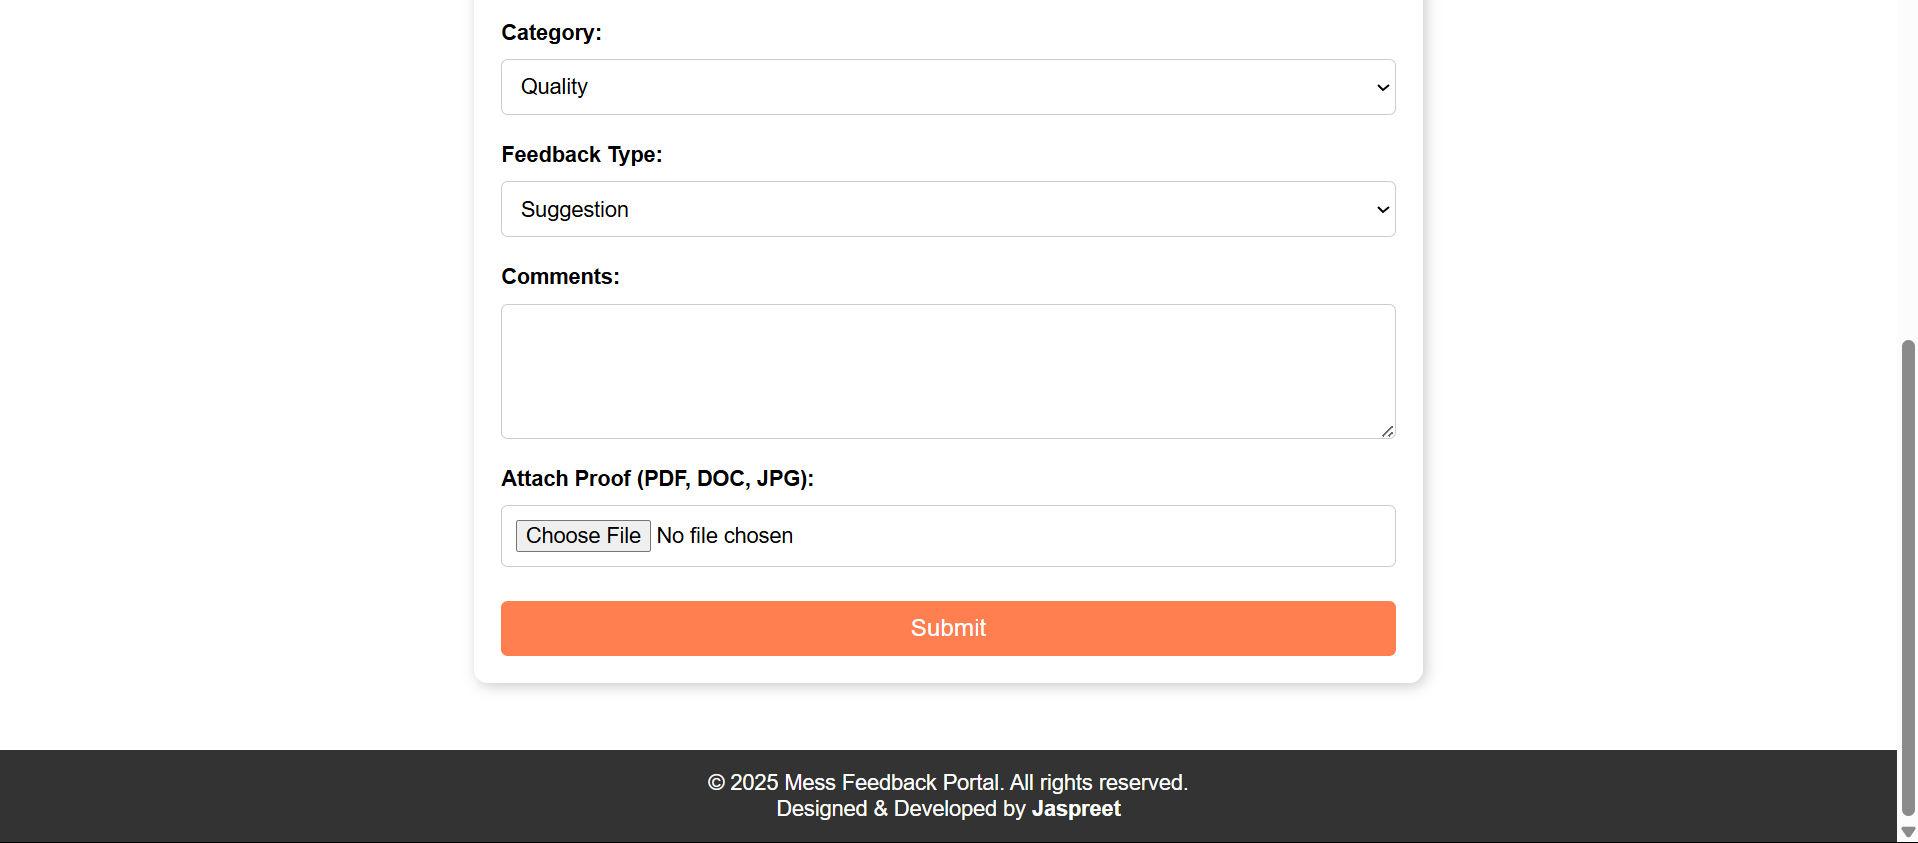 Category:
Quality
Feedback Type:
Suggestion
Comments:
Attach Proof (PDF, DOC, JPG):
Choose File No file chosen
Submit
© 2025 Mess Feedback Portal. All rights reserved.
Designed & Developed by Jaspreet